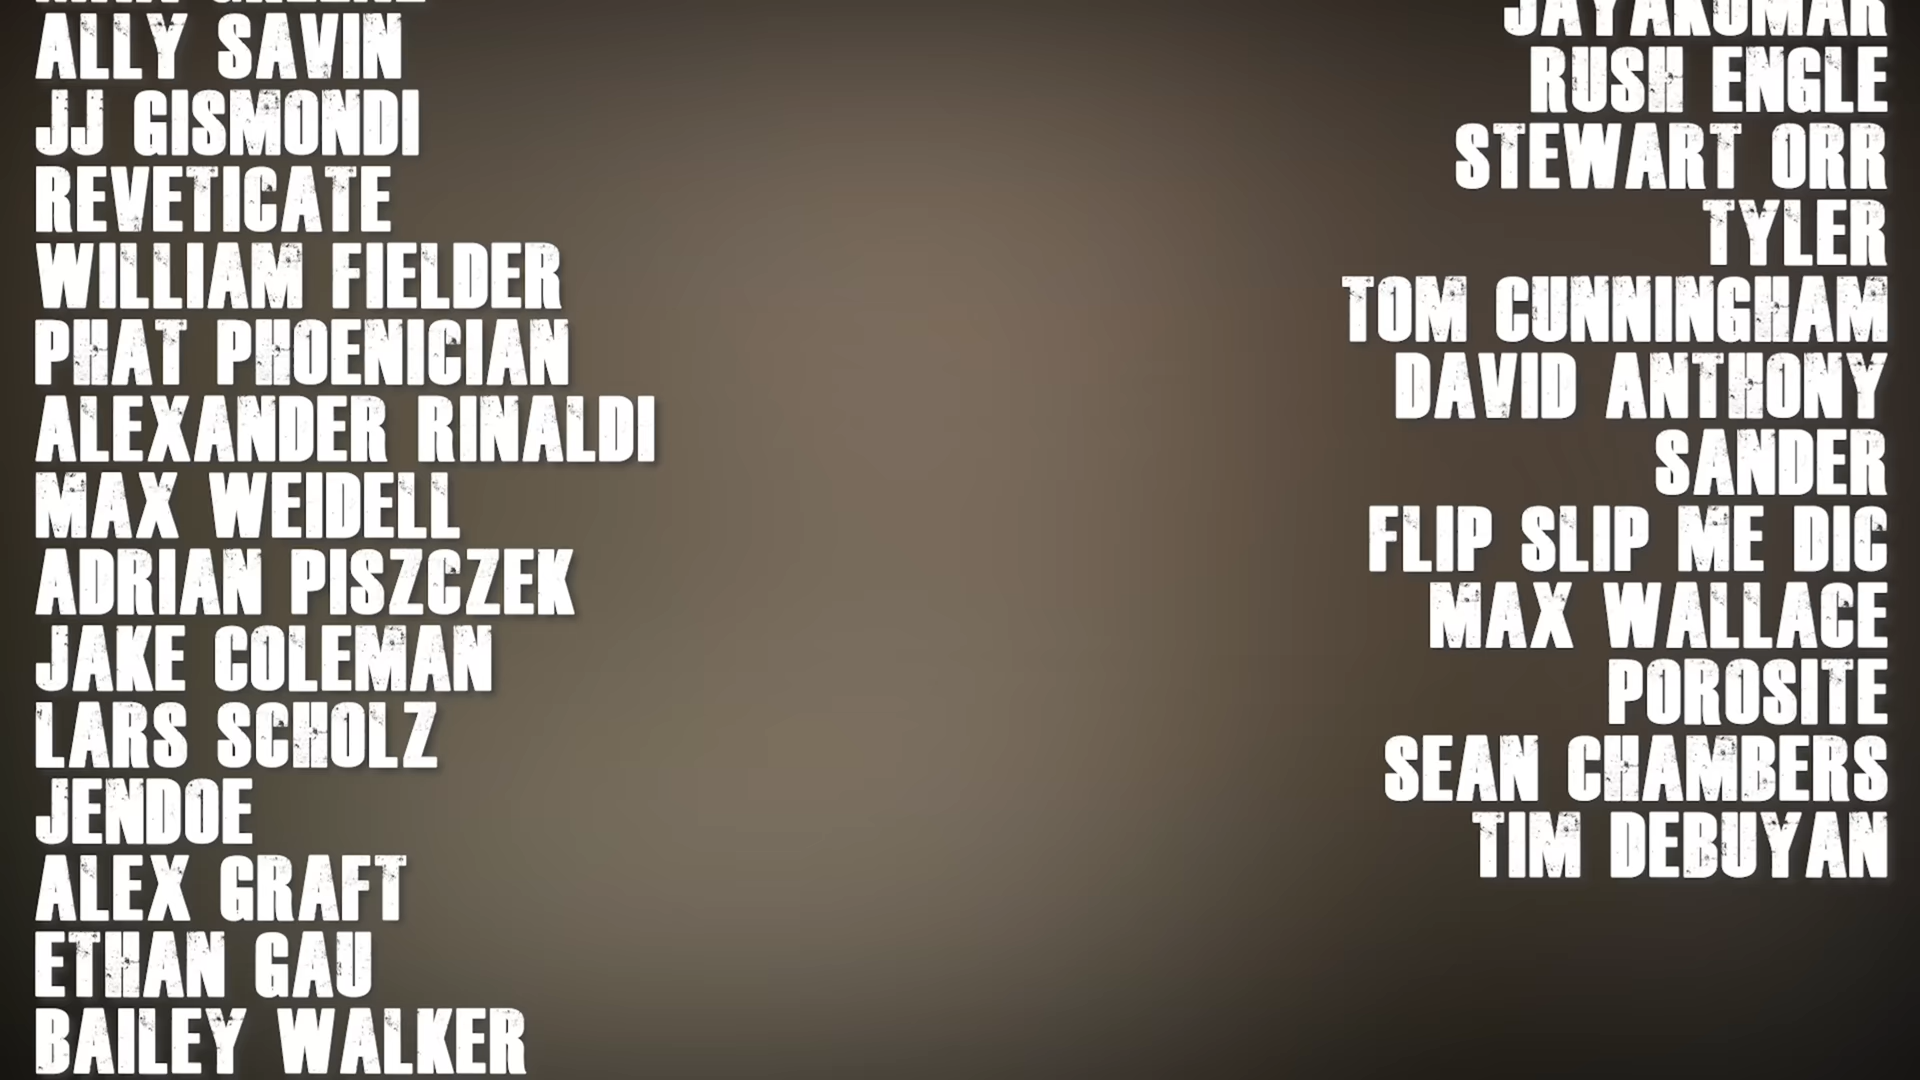 ALLY SAVIN
JJ GISMONDI
REVETICATE
WILLIAM FIELDER
PHAT PHOENICIAN
ALEXANDER RINALDI
MAX WEIDELL
ADRIAN PISZCZEK
JAKE COLEMAN
LARS SCHOLZ
JENDOE
ALEX GRAFT
ETHAN GAU
BAILEY WALKER
JAYAKUMAR
RUSH ENGLE
STEWART ORR
TYLER
TOM CUNNINGHAM
DAVID ANTHONY
SANDER
FLIP SLIP ME DIC
MAX WALLACE
POROSITE
SEAN CHAMBERS
TIM DEBUYAN